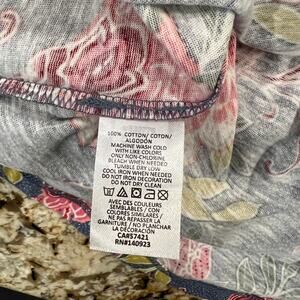 100% COTTON/ COTON/
ALGODÓN
MACHINE WASH COLD
WITH LIKE COLORS
ONLY NON-CHLORINE
BLEACH WHEN NEEDED
TUMBLE DRY LOW
COOL IRON WHEN NEEDED
DO NOT IRON DECORATION
DO NOT DRY CLEAN
AVEC DES COULEURS
SEMBLABLES / CON
COLORES SIMILARES /
NE PAS REPASSER LA
GARNITURE / NO PLANCHAR
LA DECORACIÓN
CA#57421
RN#140923